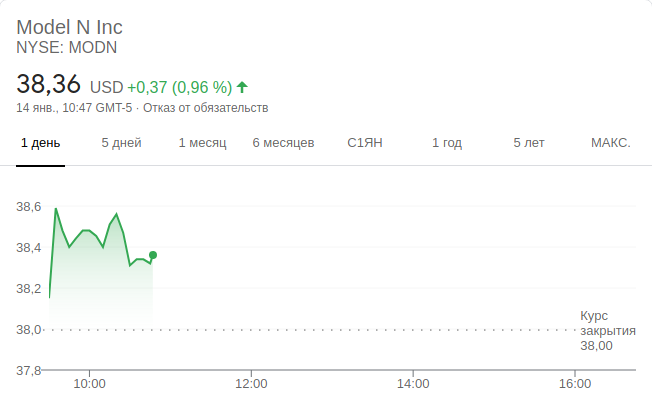 Model N Inc
NYSE: MODN
38,36 USD +0,37 (0,96 %)
14 янв., 10:47 GMT-5 · Отказ от обязательств
1 день 5 дней 1 месяц 6 месяцев С1ЯН 1 год 5 лет МАКС.
38,6
38,4
38,2
38,0
37,8
Курс
закрытия
38,00
10:00 12:00 14:00 16:00